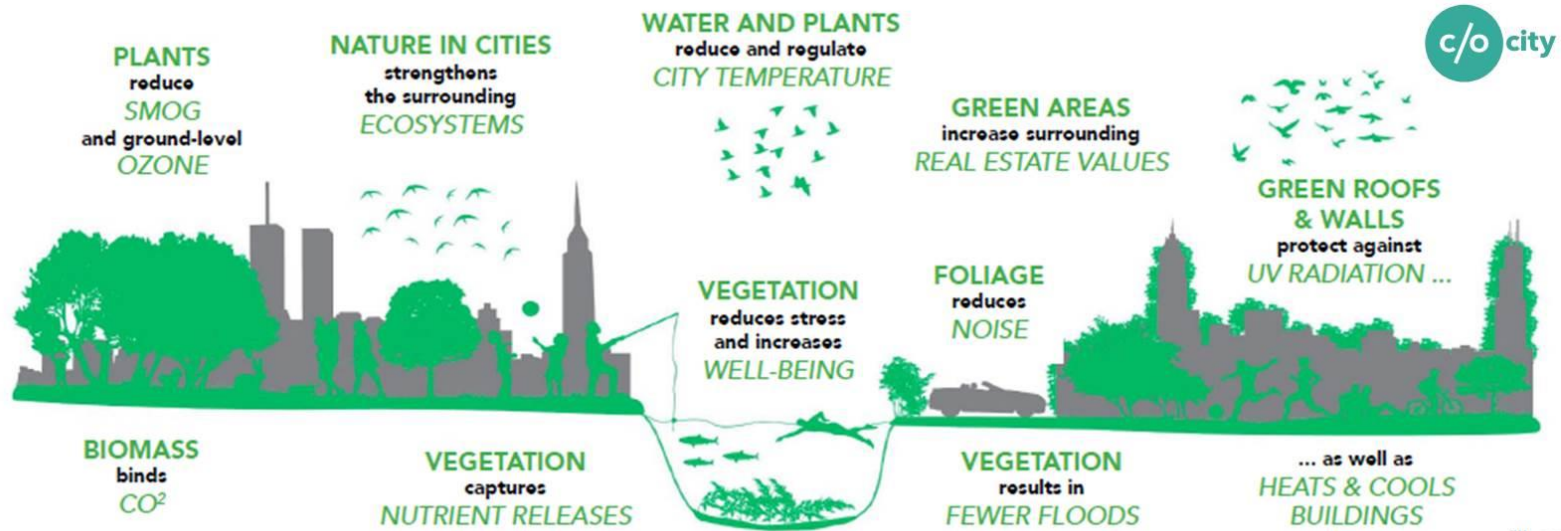 c/o city
PLANTS
reduce
SMOG
and ground-level
OZONE
NATURE IN CITIES
strengthens
the surrounding
ECOSYSTEMS
WATER AND PLANTS
reduce and regulate
CITY TEMPERATURE
GREEN AREAS
increase surrounding
REAL ESTATE VALUES
GREEN ROOFS
& WALLS
protect against
UV RADIATION ...
VEGETATION
reduces stress
and increases
WELL-BEING
FOLIAGE
reduces
NOISE
BIOMASS
binds
CO²
VEGETATION
captures
NUTRIENT RELEASES
VEGETATION
results in
FEWER FLOODS
... as well as
HEATS & COOLS
BUILDINGS